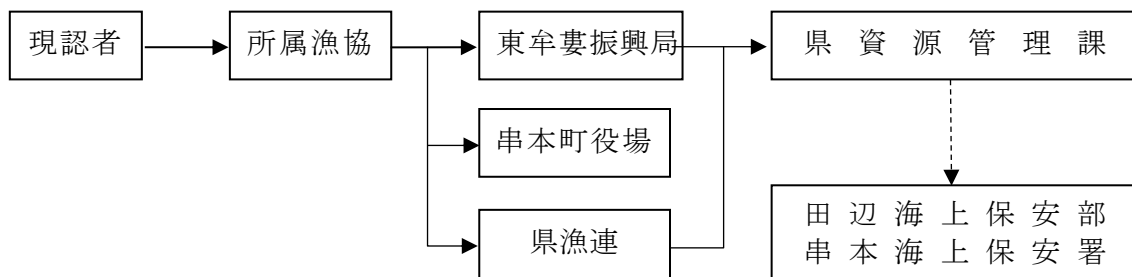 現認者
所属漁協
東牟婁振興局
県資源管理課
串本町役場
県漁連
田辺海上保安部
串本海上保安署